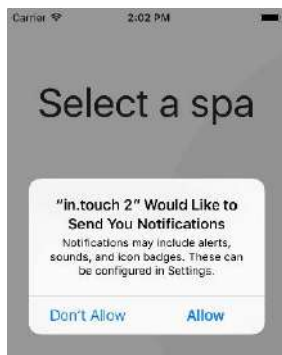 Carrier 2:02 PM
Select a spa
"in.touch 2" Would Like to
Send You Notifications
Notifications may include alerts,
sounds, and icon badges. These can
be configured in Settings.
Don't Allow Allow